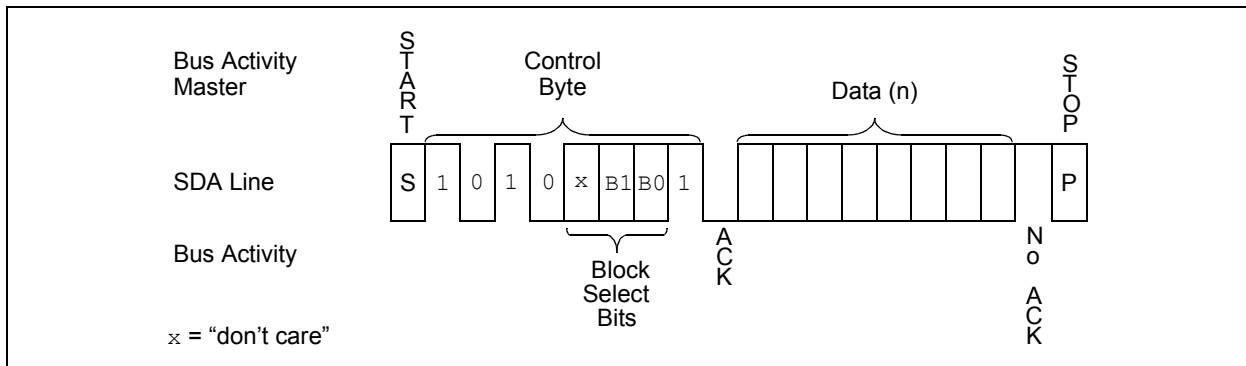 Bus Activity
Master
START
Control
Byte
Data (n)
STOP
SDA Line
S 1 0 1 0 x B1 B0 1 P
Bus Activity
Block
Select
Bits
ACK
No ACK
x = “don’t care”